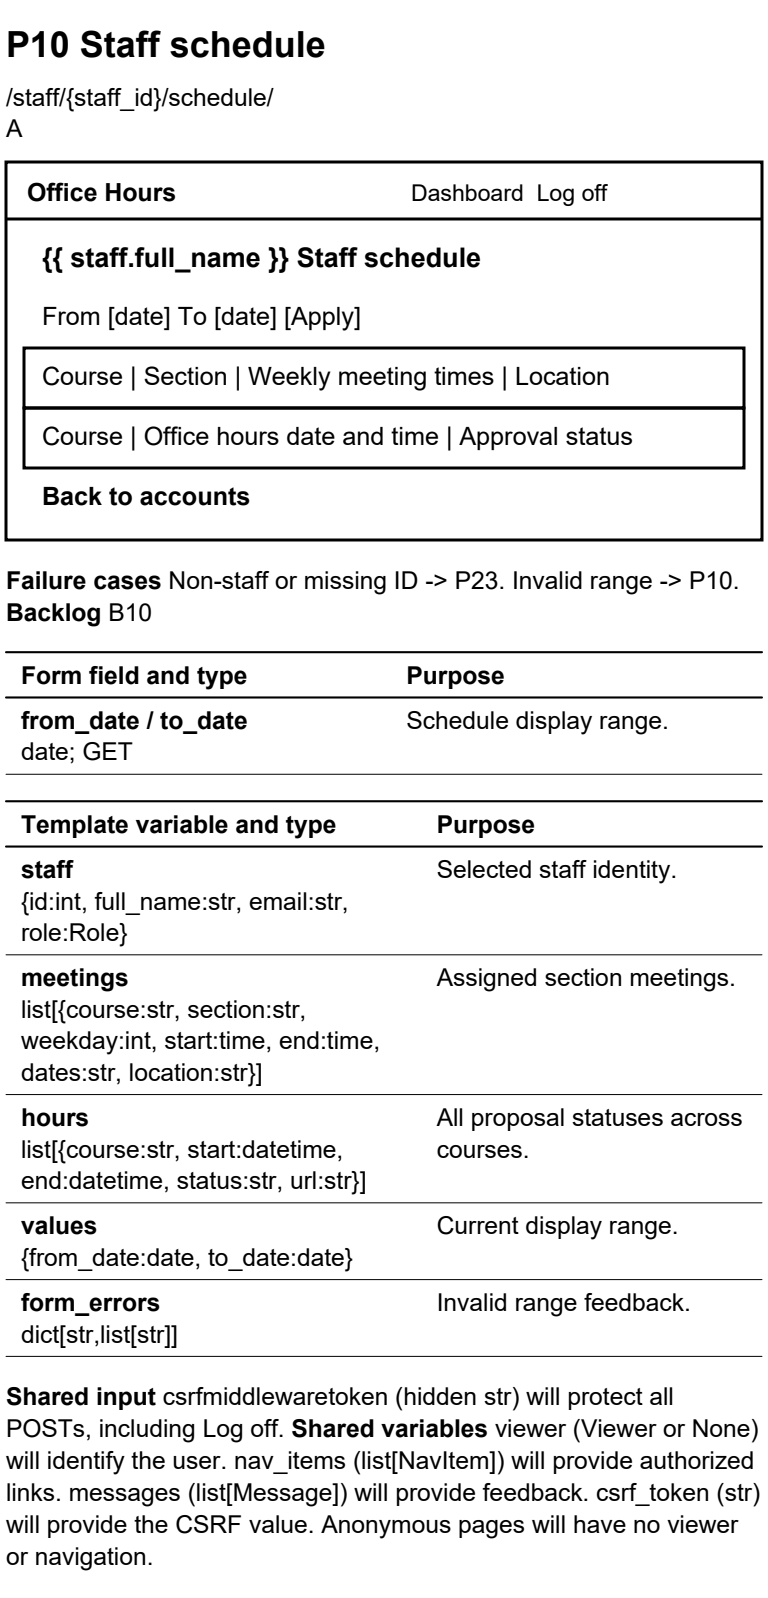 P10 Staff schedule
/staff/{staff_id}/schedule/
A
Office Hours Dashboard Log off
{{ staff.full_name }} Staff schedule
From [date] To [date] [Apply]
Course | Section | Weekly meeting times | Location
Course | Office hours date and time | Approval status
Back to accounts
Failure cases Non-staff or missing ID -> P23. Invalid range -> P10.
Backlog B10
Form field and type Purpose
from_date / to_date Schedule display range.
date; GET
Template variable and type Purpose
staff Selected staff identity.
{id:int, full_name:str, email:str,
role:Role}
meetings Assigned section meetings.
list[{course:str, section:str,
weekday:int, start:time, end:time,
dates:str, location:str}]
hours All proposal statuses across
list[{course:str, start:datetime, courses.
end:datetime, status:str, url:str}]
values Current display range.
{from_date:date, to_date:date}
form_errors Invalid range feedback.
dict[str,list[str]]
Shared input csrfmiddlewaretoken (hidden str) will protect all
POSTs, including Log off. Shared variables viewer (Viewer or None)
will identify the user. nav_items (list[NavItem]) will provide authorized
links. messages (list[Message]) will provide feedback. csrf_token (str)
will provide the CSRF value. Anonymous pages will have no viewer
or navigation.